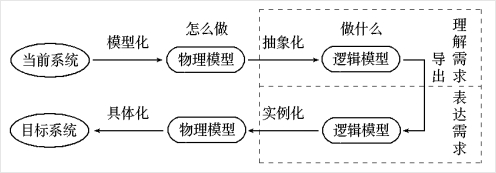 怎么做
做什么
模型化
抽象化
当前系统
物理模型
逻辑模型
理解需求
导出
具体化
实例化
目标系统
物理模型
逻辑模型
表达需求